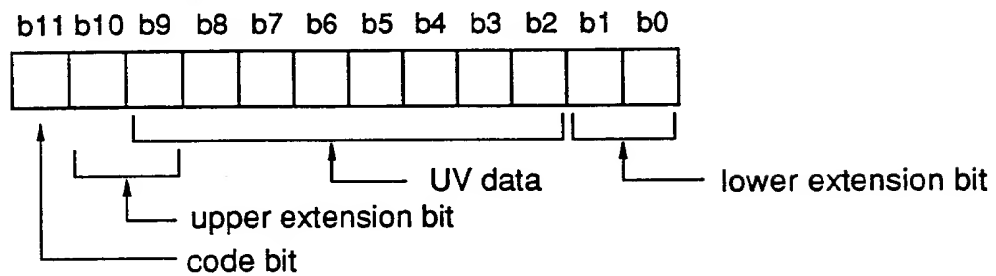 b11 b10 b9 b8 b7 b6 b5 b4 b3 b2 b1 b0
UV data
lower extension bit
upper extension bit
code bit